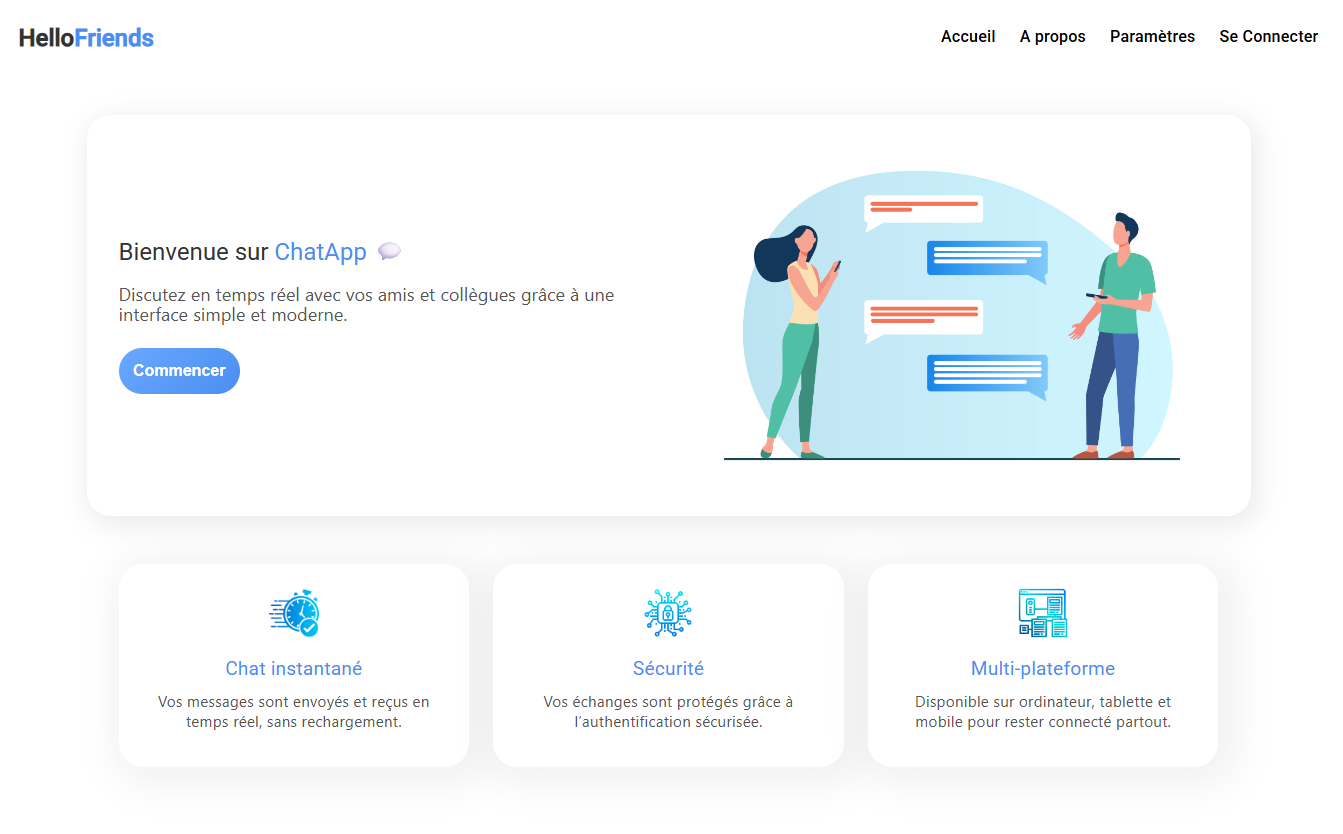 HelloFriends
Accueil A propos Paramètres Se Connecter
Bienvenue sur ChatApp
Discutez en temps réel avec vos amis et collègues grâce à une
interface simple et moderne.
Commencer
Chat instantané
Vos messages sont envoyés et reçus en
temps réel, sans rechargement.
Sécurité
Vos échanges sont protégés grâce à
l’authentification sécurisée.
Multi-plateforme
Disponible sur ordinateur, tablette et
mobile pour rester connecté partout.